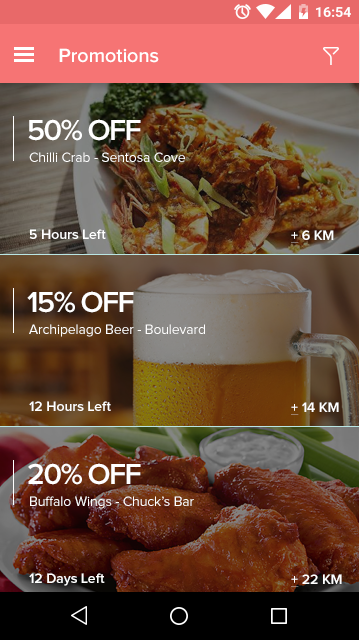 16:54
Promotions
50% OFF
Chilli Crab - Sentosa Cove
5 Hours Left
± 6 KM
15% OFF
Archipelago Beer - Boulevard
12 Hours Left
± 14 KM
20% OFF
Buffalo Wings - Chuck's Bar
12 Days Left
± 22 KM